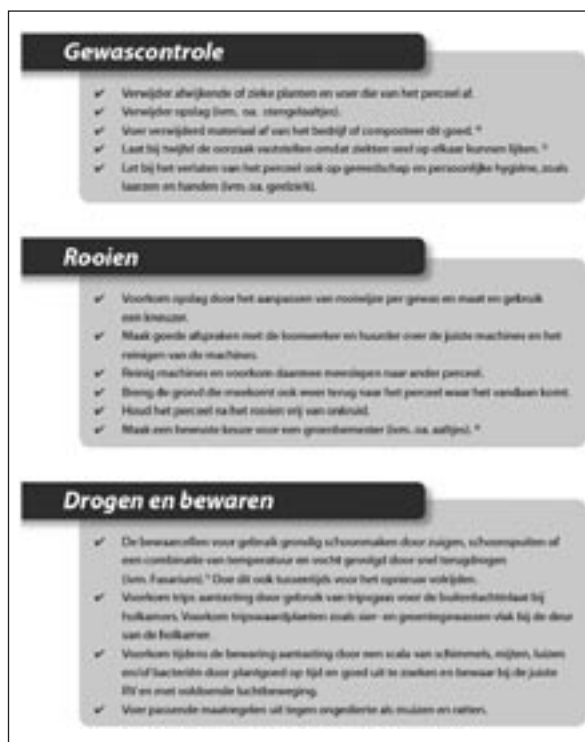 Gewascontrole
✔ Verwijder afwijkende of zieke planten en voer die van het perceel af.
✔ Verwijder opslag (ivm. oa. stengelaaltjes).
✔ Voer verwijderd materiaal af van het bedrijf of composteer dit goed. *
✔ Laat bij twijfel de oorzaak vaststellen omdat ziekten veel op elkaar kunnen lijken. *
✔ Let bij het verlaten van het perceel ook op gereedschap en persoonlijke hygiëne, zoals
laarzen en handen (ivm. oa. geelziek).
Rooien
✔ Voorkom opslag door het aanpassen van rooiwijze per gewas en maat en gebruik
een kneuzer.
✔ Maak goede afspraken met de loonwerker en huurder over de juiste machines en het
reinigen van de machines.
✔ Reinig machines en voorkom daarmee meeslepen naar ander perceel.
✔ Breng de grond die meekomt ook weer terug naar het perceel waar het vandaan komt.
✔ Houd het perceel na het rooien vrij van onkruid.
✔ Maak een bewuste keuze voor een groenbemester (ivm. oa. aaltjes). *
Drogen en bewaren
✔ De bewaarcellen voor gebruik grondig schoonmaken door zuigen, schoonspuiten of
een combinatie van temperatuur en vocht gevolgd door snel terugdrogen
(ivm. Fusarium). * Doe dit ook tussentijds voor het opnieuw volrijden.
✔ Voorkom trips aantasting door gebruik van tripsgaas voor de buitenluchtinlaat bij
holkamers. Voorkom tripswaardplanten zoals sier- en groentegewassen vlak bij de deur
van de holkamer.
✔ Voorkom tijdens de bewaring aantasting door een scala van schimmels, mijten, luizen
en/of bacteriën door plantgoed op tijd en goed uit te zoeken en bewaar bij de juiste
RV en met voldoende luchtbeweging.
✔ Voer passende maatregelen uit tegen ongedierte als muizen en ratten.